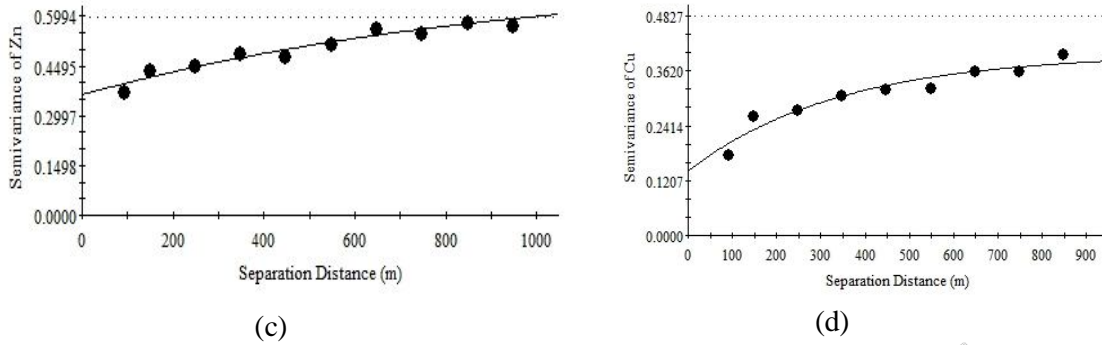 Semivariance of Zn
0.5994
0.4495
0.2997
0.1498
0.0000
0 200 400 600 800 1000
Separation Distance (m)
(c)
Semivariance of Cu
0.4827
0.3620
0.2414
0.1207
0.0000
0 100 200 300 400 500 600 700 800 900
Separation Distance (m)
(d)